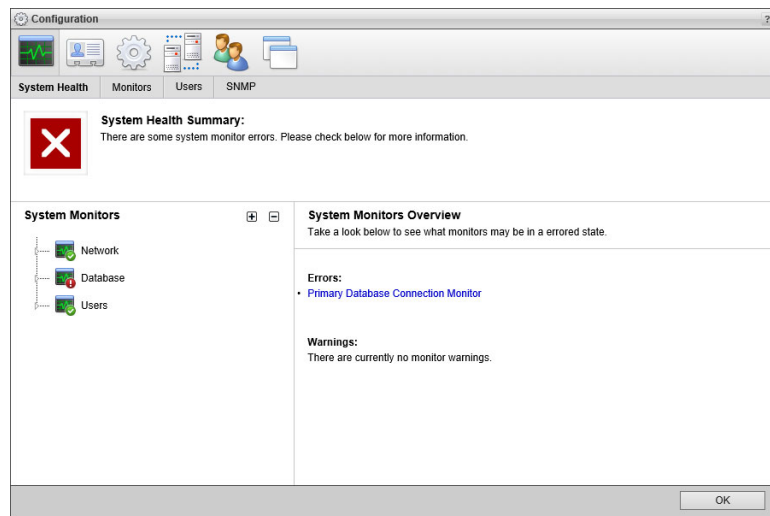 Configuration
?
System Health
Monitors
Users
SNMP
System Health Summary:
There are some system monitor errors. Please check below for more information.
System Monitors
Network
Database
Users
System Monitors Overview
Take a look below to see what monitors may be in a errored state.
Errors:
• Primary Database Connection Monitor
Warnings:
There are currently no monitor warnings.
OK